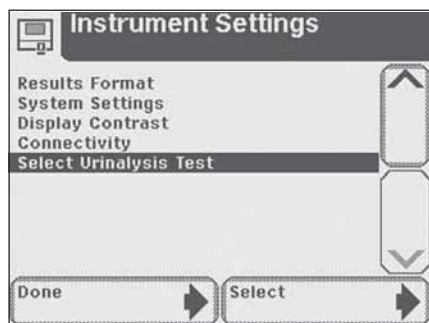 Instrument Settings
Results Format
System Settings
Display Contrast
Connectivity
Select Urinalysis Test
Done
Select